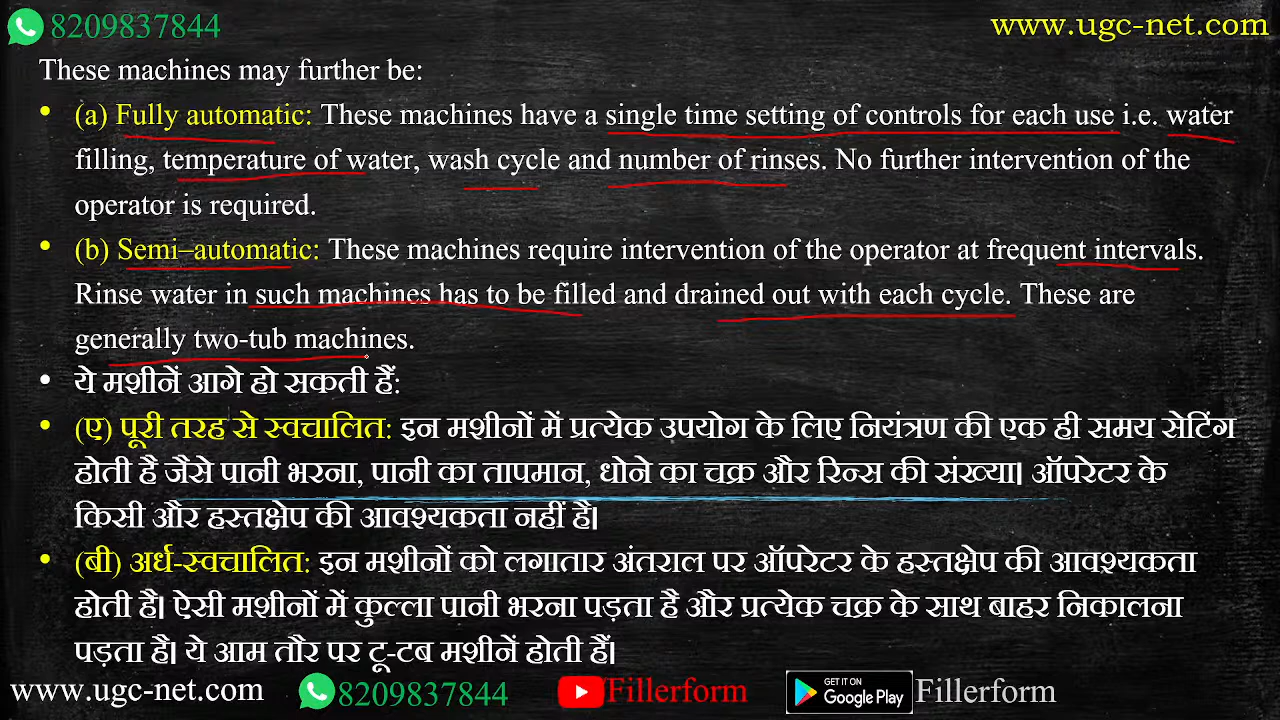 8209837844
www.ugc-net.com
These machines may further be:
• (a) Fully automatic: These machines have a single time setting of controls for each use i.e. water
filling, temperature of water, wash cycle and number of rinses. No further intervention of the
operator is required.
• (b) Semi–automatic: These machines require intervention of the operator at frequent intervals.
Rinse water in such machines has to be filled and drained out with each cycle. These are
generally two-tub machines.
• ये मशीनें आगे हो सकती हैं:
• (ए) पूरी तरह से स्वचालित: इन मशीनों में प्रत्येक उपयोग के लिए नियंत्रण की एक ही समय सेटिंग
होती है जैसे पानी भरना, पानी का तापमान, धोने का चक्र और रिन्स की संख्या। ऑपरेटर के
किसी और हस्तक्षेप की आवश्यकता नहीं है।
• (बी) अर्ध-स्वचालित: इन मशीनों को लगातार अंतराल पर ऑपरेटर के हस्तक्षेप की आवश्यकता
होती है। ऐसी मशीनों में कुल्ला पानी भरना पड़ता है और प्रत्येक चक्र के साथ बाहर निकालना
पड़ता है। ये आम तौर पर टू-टब मशीनें होती हैं।
www.ugc-net.com
8209837844
Fillerform
GET IT ON
Google Play
Fillerform